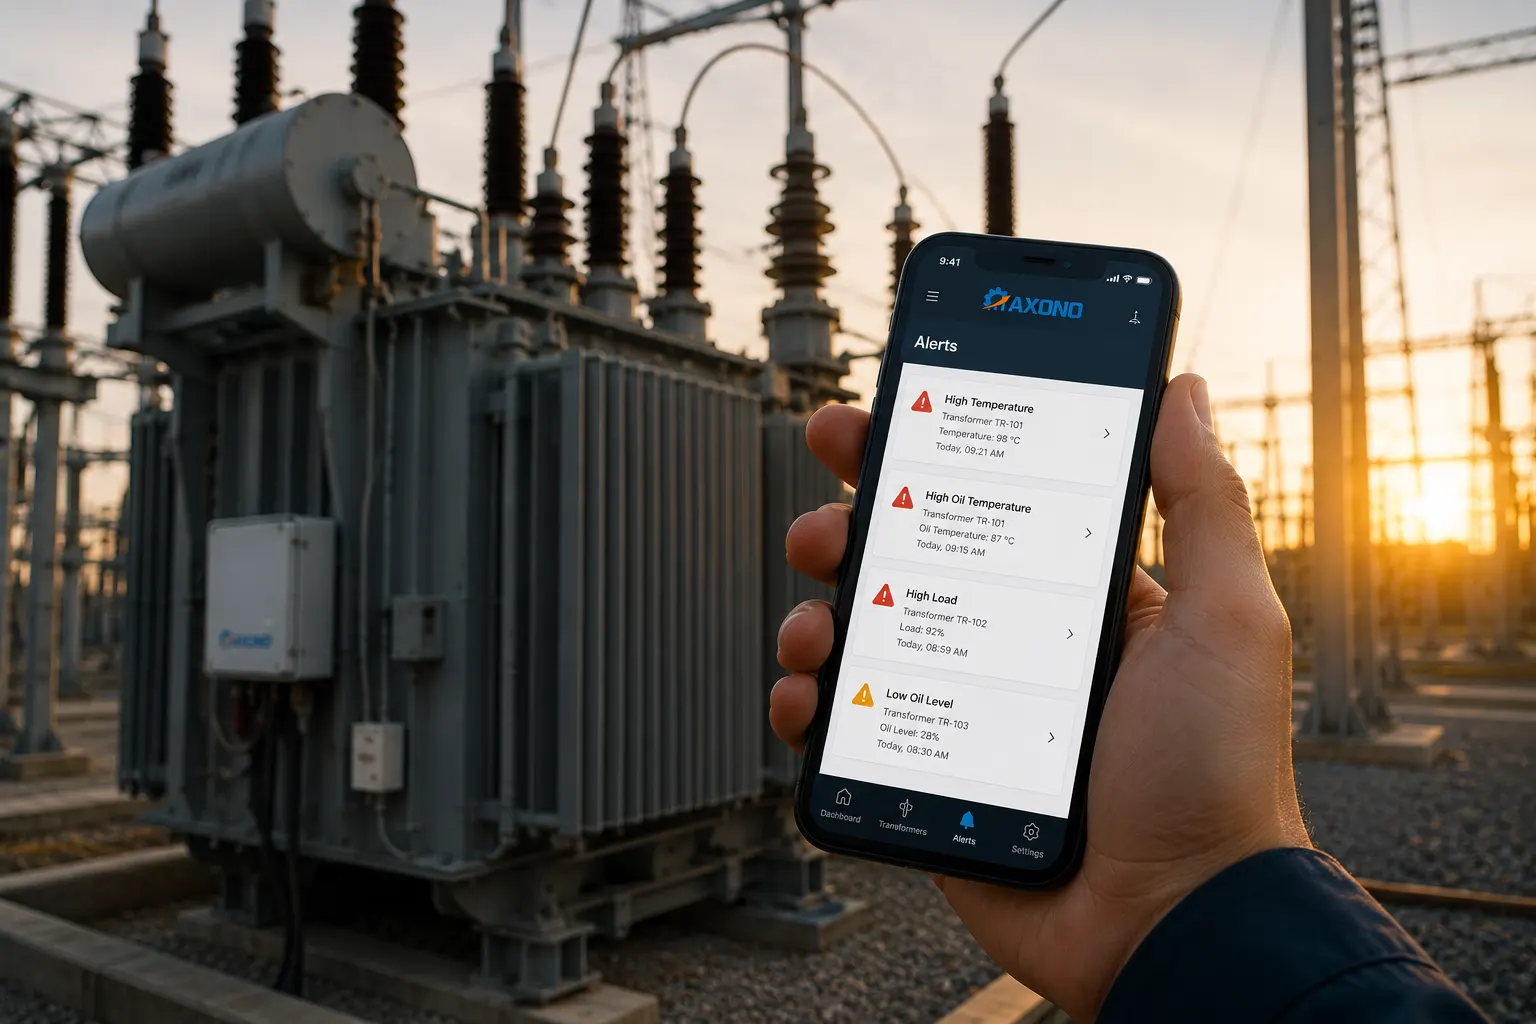 9:41
AXONO
Alerts
High Temperature
Transformer TR-101
Temperature: 98 °C
Today, 09:21 AM
High Oil Temperature
Transformer TR-101
Oil Temperature: 87 °C
Today, 09:15 AM
High Load
Transformer TR-102
Load: 92%
Today, 08:59 AM
Low Oil Level
Transformer TR-103
Oil Level: 28%
Today, 08:30 AM
Dashboard
Transformers
Alerts
Settings
AXONO